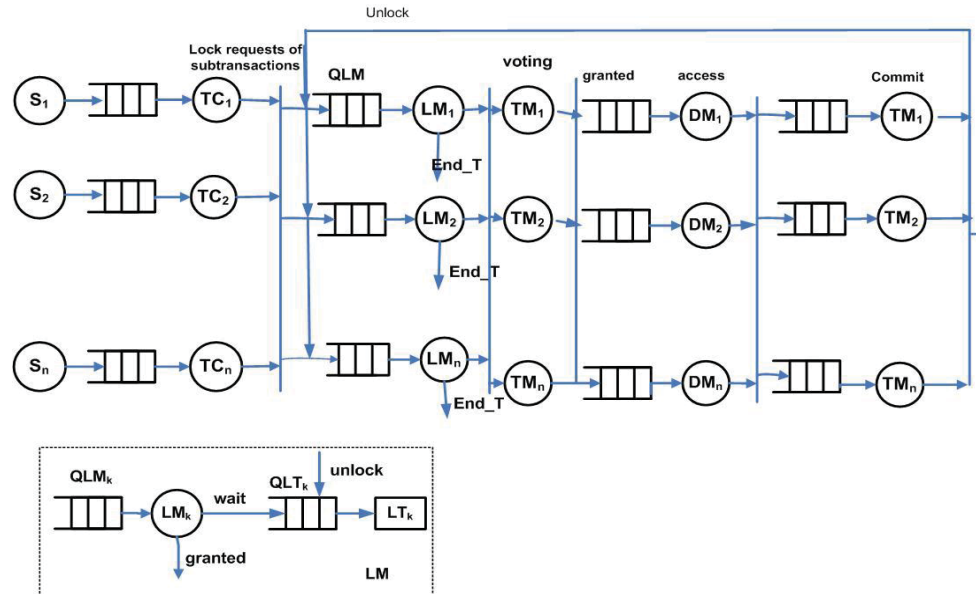 Unlock
Lock requests of
subtransactions
QLM
voting
granted
access
Commit
S1
TC1
LM1
TM1
DM1
TM1
End_T
S2
TC2
LM2
TM2
DM2
TM2
End_T
Sn
TCn
LMn
TMn
DMn
TMn
End_T
QLMk
QLTk
unlock
LMk
wait
LTk
granted
LM